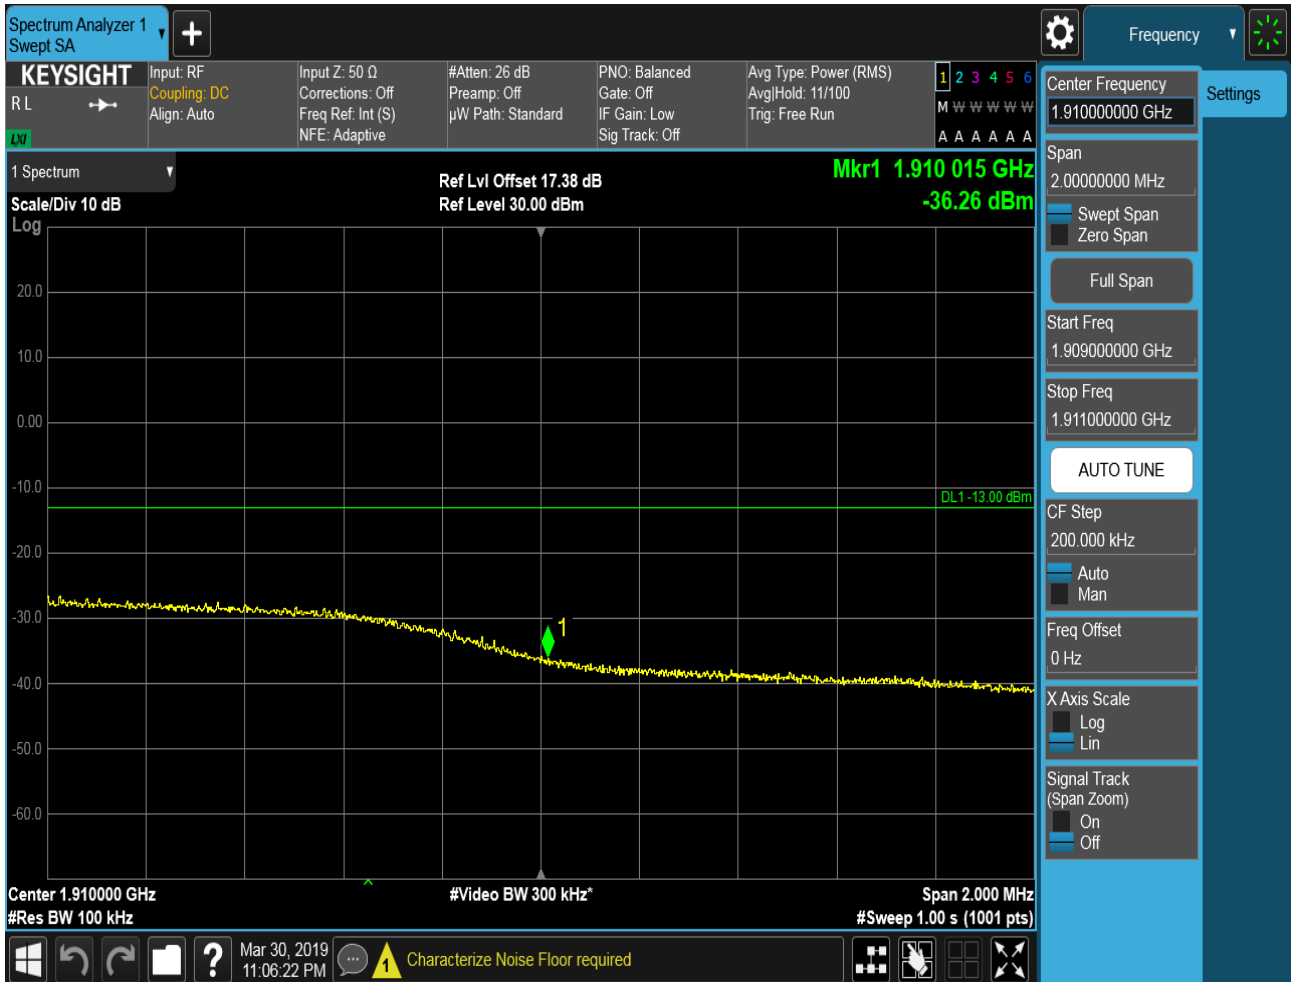 Spectrum Analyzer 1
Swept SA
Frequency
KEYSIGHT
R L
LXI
Input: RF
Coupling: DC
Align: Auto
Input Z: 50 Ω
Corrections: Off
Freq Ref: Int (S)
NFE: Adaptive
#Atten: 26 dB
Preamp: Off
µW Path: Standard
PNO: Balanced
Gate: Off
IF Gain: Low
Sig Track: Off
Avg Type: Power (RMS)
Avg|Hold: 11/100
Trig: Free Run
1 2 3 4 5 6
M W W W W W
A A A A A A
1 Spectrum
Scale/Div 10 dB
Log
Ref Lvl Offset 17.38 dB
Ref Level 30.00 dBm
Mkr1 1.910 015 GHz
-36.26 dBm
20.0
10.0
0.00
-10.0
DL1 -13.00 dBm
-20.0
-30.0
1
-40.0
-50.0
-60.0
Center 1.910000 GHz
#Res BW 100 kHz
#Video BW 300 kHz*
Span 2.000 MHz
#Sweep 1.00 s (1001 pts)
Center Frequency
1.910000000 GHz
Settings
Span
2.00000000 MHz
Swept Span
Zero Span
Full Span
Start Freq
1.909000000 GHz
Stop Freq
1.911000000 GHz
AUTO TUNE
CF Step
200.000 kHz
Auto
Man
Freq Offset
0 Hz
X Axis Scale
Log
Lin
Signal Track
(Span Zoom)
On
Off
?
Mar 30, 2019
11:06:22 PM
1
Characterize Noise Floor required